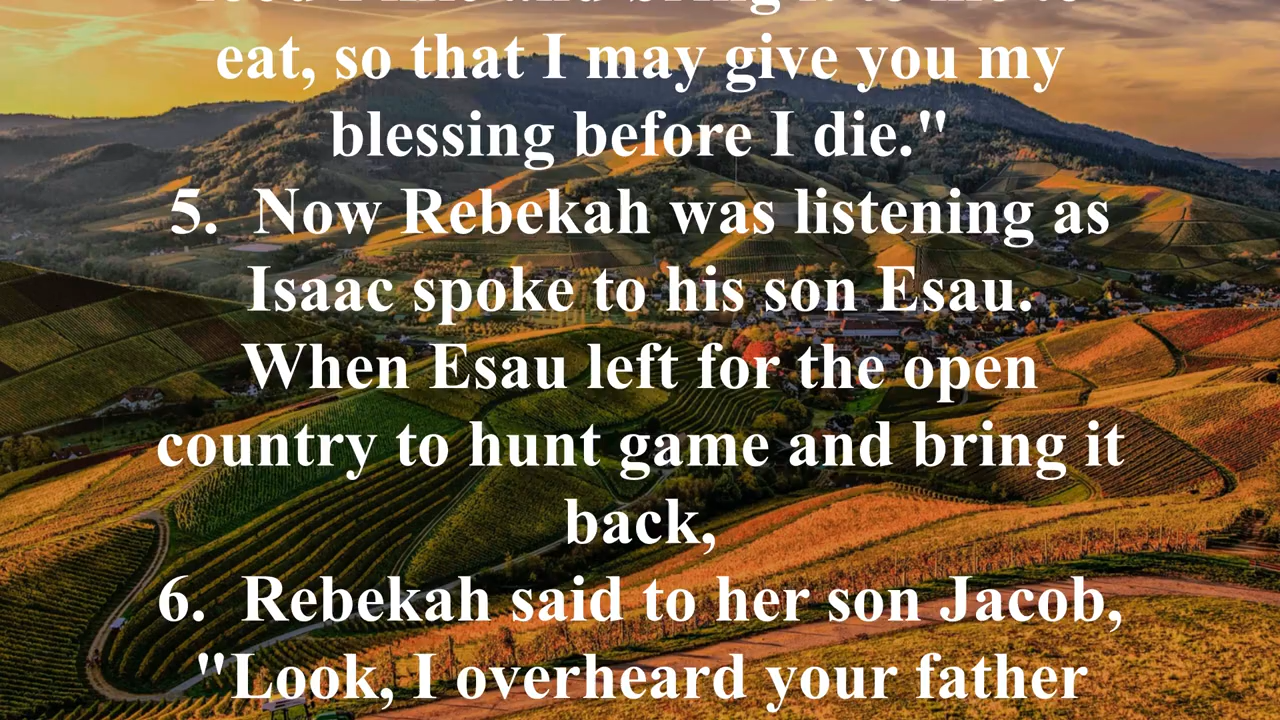 eat, so that I may give you my
blessing before I die."
5. Now Rebekah was listening as
Isaac spoke to his son Esau.
When Esau left for the open
country to hunt game and bring it
back,
6. Rebekah said to her son Jacob,
"Look, I overheard your father